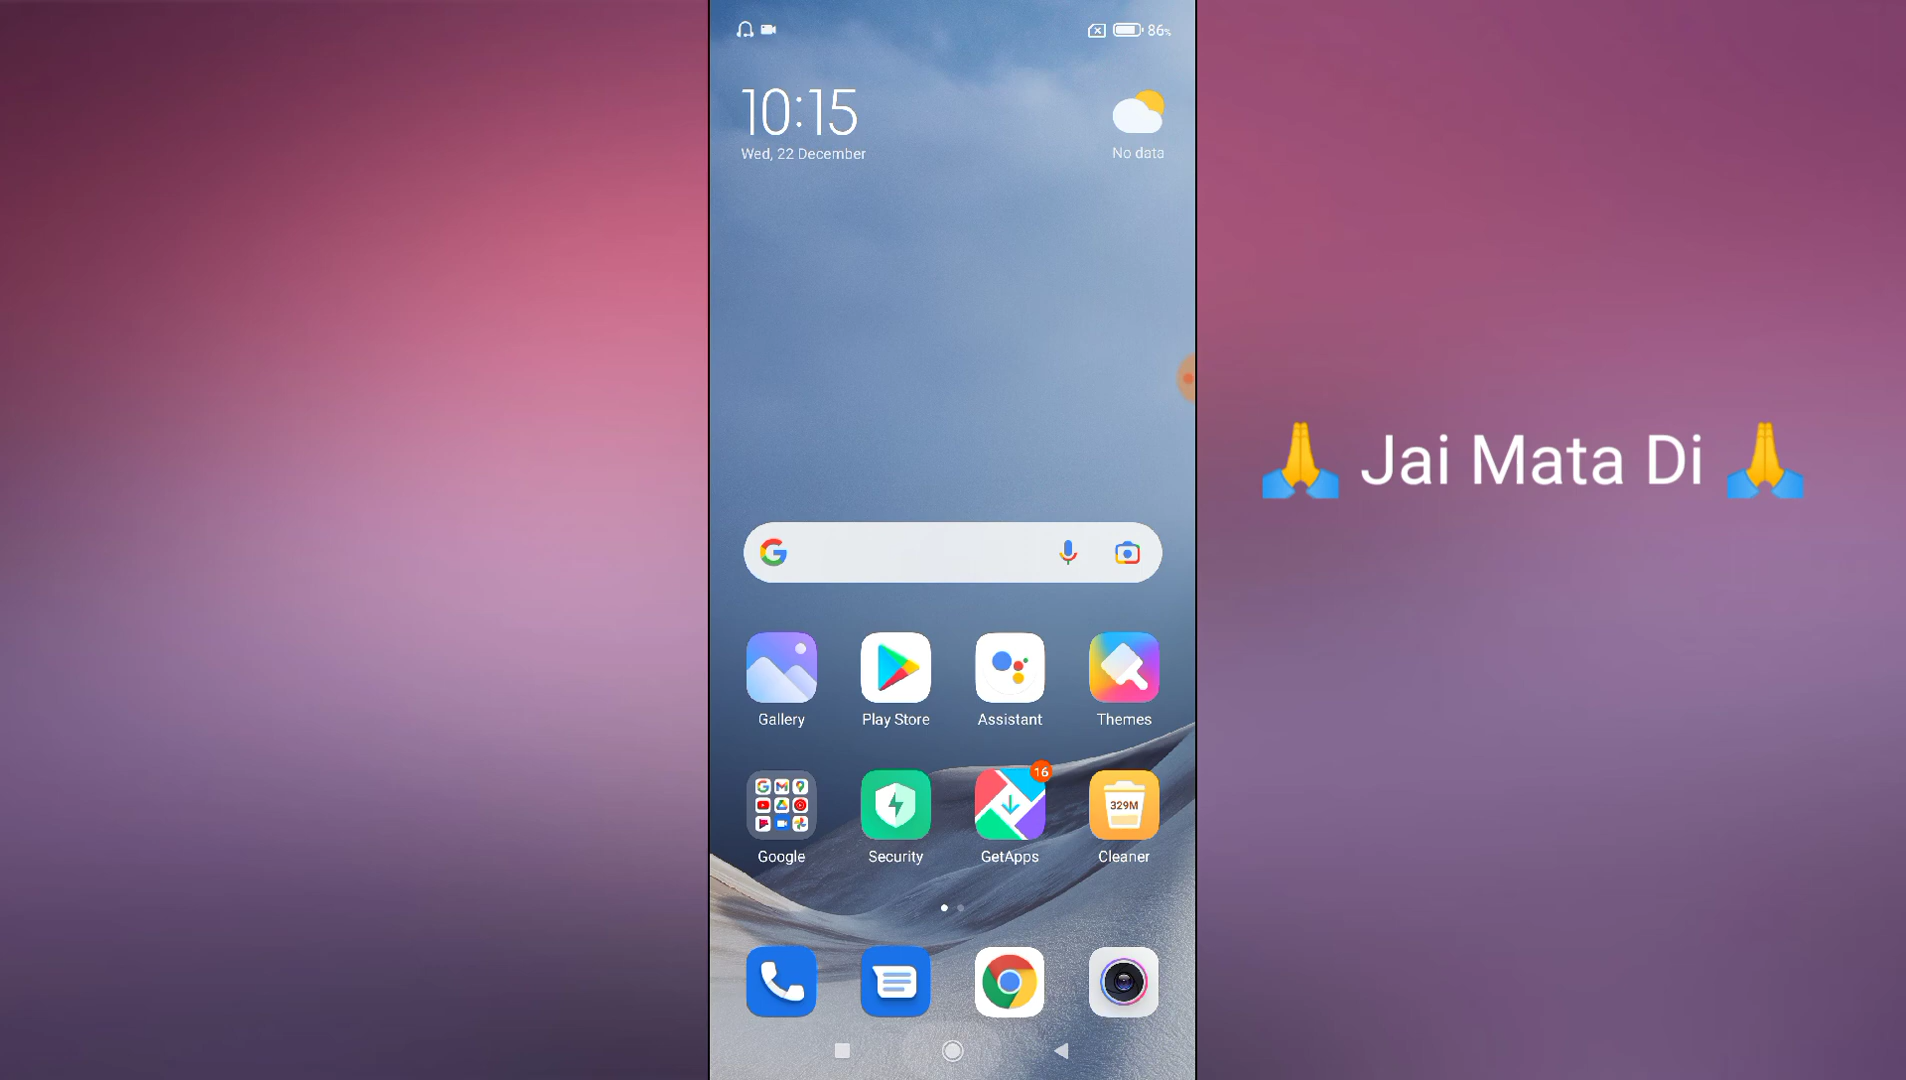 86%
10:15
Wed, 22 December
No data
🙏 Jai Mata Di 🙏
G
Gallery
Play Store
Assistant
Themes
16
329M
Google
Security
GetApps
Cleaner